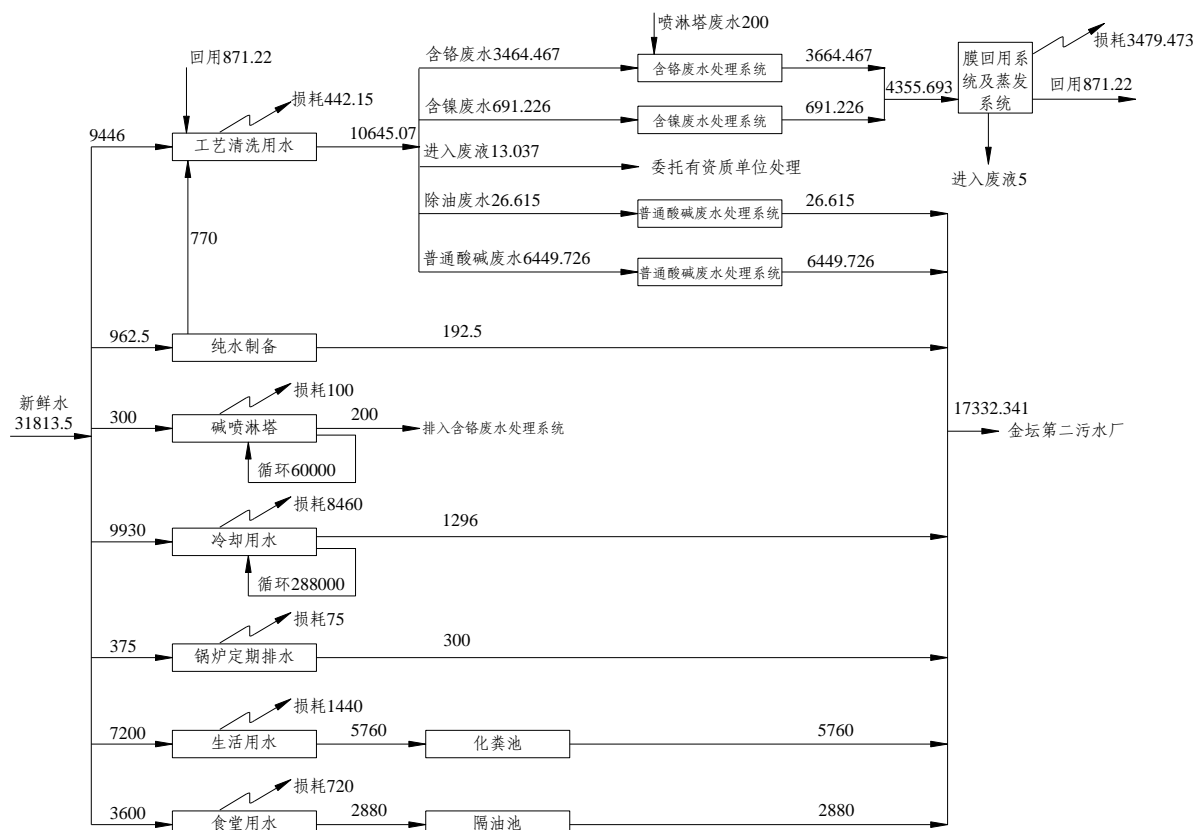 喷淋塔废水200
回用871.22
损耗442.15
9446
工艺清洗用水
10645.07
770
含铬废水3464.467
含铬废水处理系统
3664.467
含镍废水691.226
含镍废水处理系统
691.226
4355.693
膜回用系
统及蒸发
系统
损耗3479.473
回用871.22
进入废液5
进入废液13.037
委托有资质单位处理
除油废水26.615
普通酸碱废水处理系统
26.615
普通酸碱废水6449.726
普通酸碱废水处理系统
6449.726
962.5
纯水制备
192.5
新鲜水
31813.5
300
碱喷淋塔
损耗100
200
排入含铬废水处理系统
循环60000
17332.341
金坛第二污水厂
9930
冷却用水
损耗8460
1296
循环288000
375
锅炉定期排水
损耗75
300
7200
生活用水
损耗1440
5760
化粪池
5760
3600
食堂用水
损耗720
2880
隔油池
2880